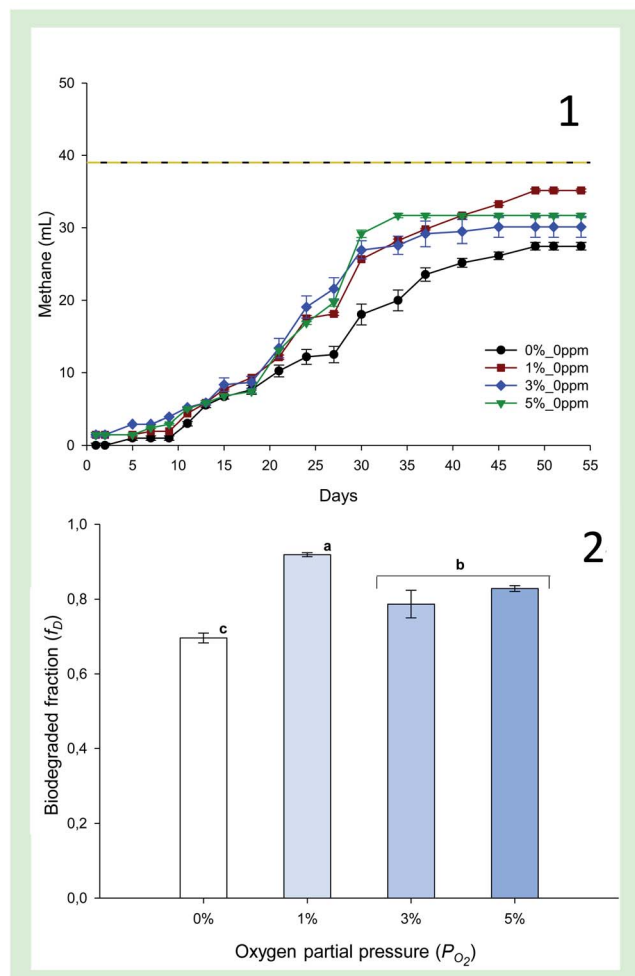 1
50
40
30
20
10
0
Methane (mL)
0%_0ppm
1%_0ppm
3%_0ppm
5%_0ppm
0 5 10 15 20 25 30 35 40 45 50 55
Days
2
1,0
0,8
0,6
0,4
0,2
0,0
Biodegraded fraction (f_D)
c
a
b
0% 1% 3% 5%
Oxygen partial pressure (P_O2)